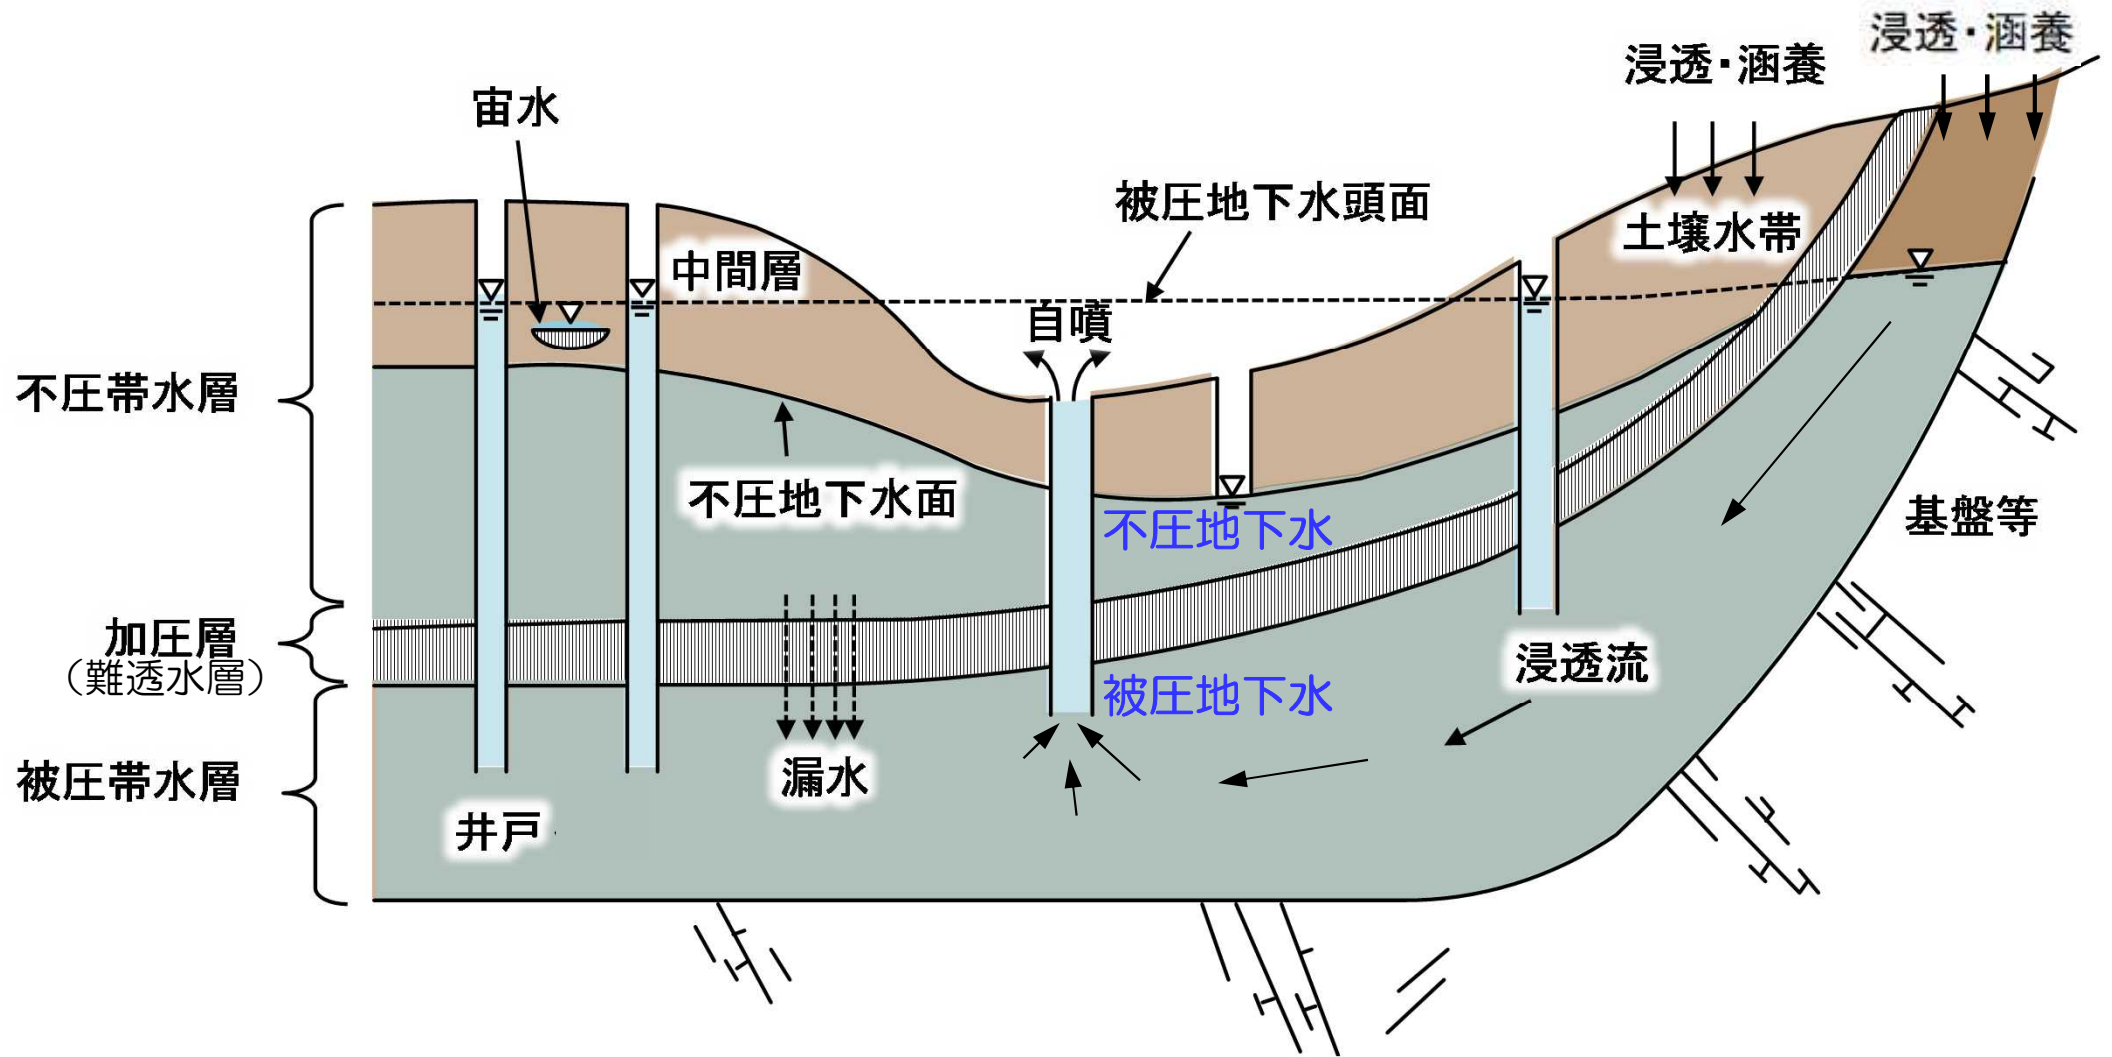 浸透・涵養
浸透・涵養
宙水
被圧地下水頭面
土壌水帯
中間層
自噴
不圧帯水層
不圧地下水面
不圧地下水
基盤等
加圧層
（難透水層）
浸透流
被圧地下水
被圧帯水層
漏水
井戸